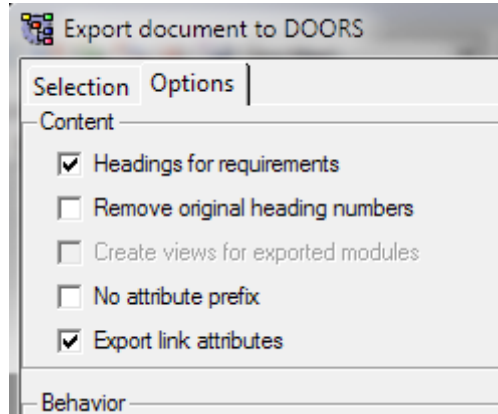 Export document to DOORS
Selection Options
Content
Headings for requirements
Remove original heading numbers
Create views for exported modules
No attribute prefix
Export link attributes
Behavior